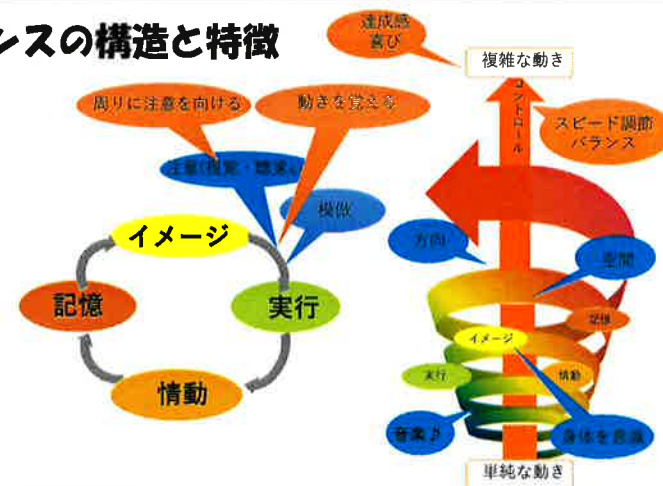 ンスの構造と特徴
達成感
喜び
複雑な動き
コントロール
周りに注意を向ける
動きを覚える
スピード調節
バランス
注意(視覚・聴覚)
模倣
イメージ
方向
空間
記憶
実行
記憶
イメージ
実行
情動
情動
音楽♪
身体を意識
単純な動き